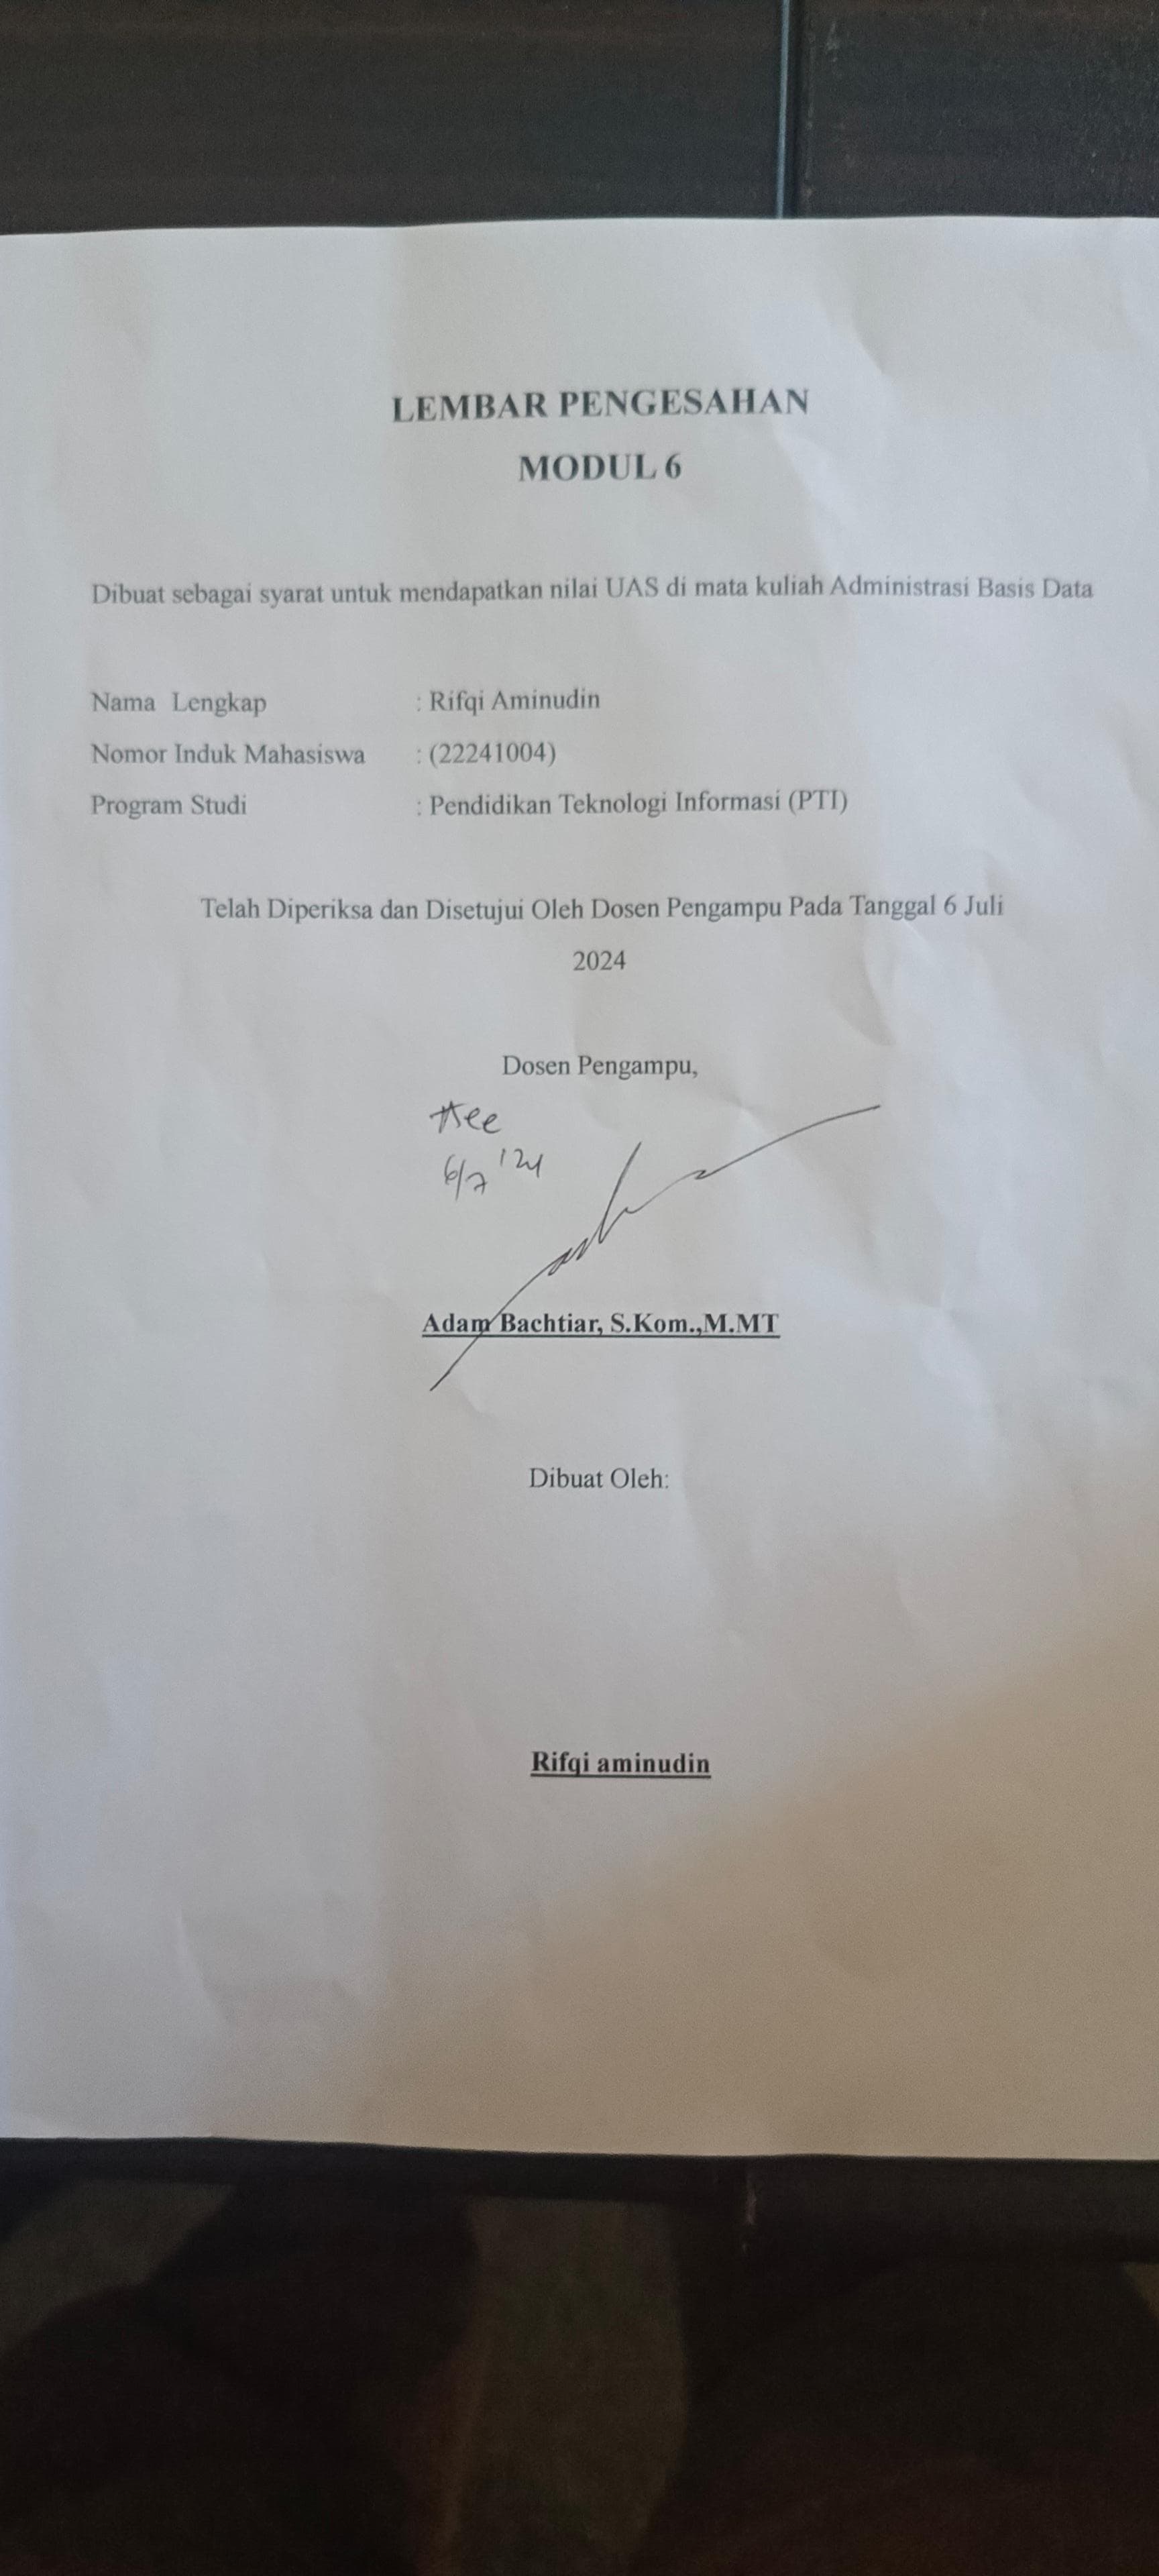 LEMBAR PENGESAHAN
MODUL 6
Dibuat sebagai syarat untuk mendapatkan nilai UAS di mata kuliah Administrasi Basis Data
Nama Lengkap : Rifqi Aminudin
Nomor Induk Mahasiswa : (22241004)
Program Studi : Pendidikan Teknologi Informasi (PTI)
Telah Diperiksa dan Disetujui Oleh Dosen Pengampu Pada Tanggal 6 Juli
2024
Dosen Pengampu,
6/7 '24
Adam Bachtiar, S.Kom.,M.MT
Dibuat Oleh:
Rifqi aminudin